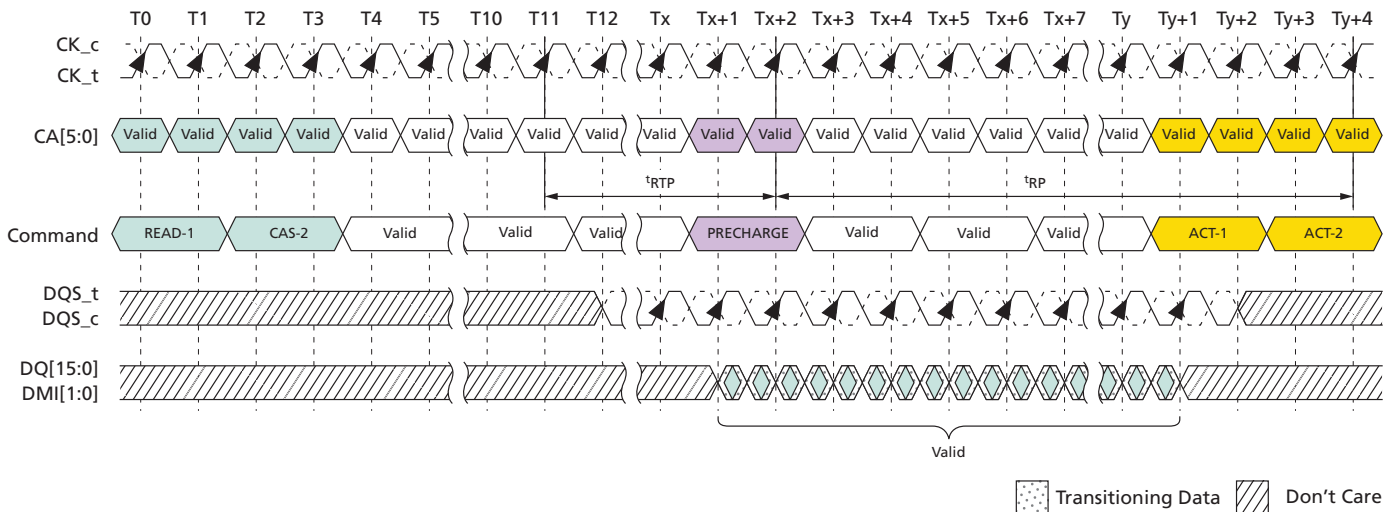 T0 T1 T2 T3 T4 T5 T10 T11 T12 Tx Tx+1 Tx+2 Tx+3 Tx+4 Tx+5 Tx+6 Tx+7 Ty Ty+1 Ty+2 Ty+3 Ty+4
CK_c
CK_t
CA[5:0] Valid Valid Valid Valid Valid Valid Valid Valid Valid Valid Valid Valid Valid Valid Valid Valid Valid Valid Valid Valid Valid Valid
tRTP tRP
Command READ-1 CAS-2 Valid Valid Valid PRECHARGE Valid Valid Valid ACT-1 ACT-2
DQS_t
DQS_c
DQ[15:0]
DMI[1:0]
Valid
Transitioning Data Don't Care